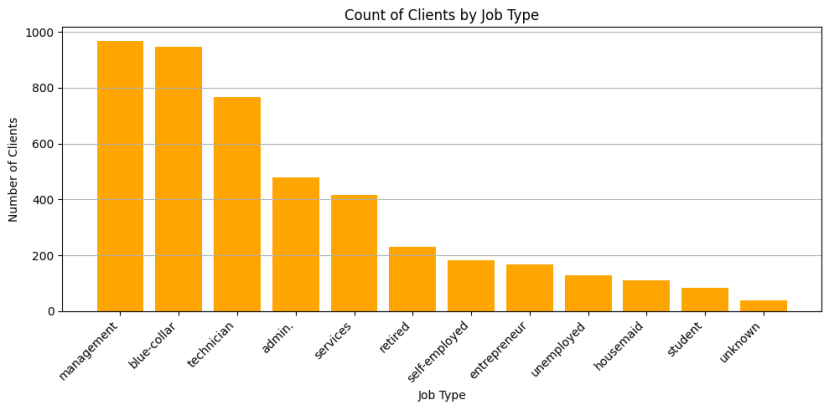 Count of Clients by Job Type
Number of Clients
1000
800
600
400
200
0
management
blue-collar
technician
admin.
services
retired
self-employed
entrepreneur
unemployed
housemaid
student
unknown
Job Type